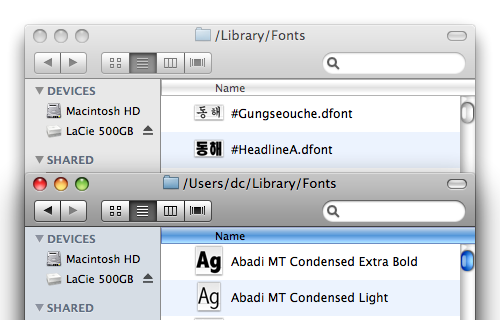 /Library/Fonts
DEVICES
Macintosh HD
LaCie 500GB
SHARED
Name
동해 #Gungseouche.dfont
동해 #HeadlineA.dfont
/Users/dc/Library/Fonts
DEVICES
Macintosh HD
LaCie 500GB
SHARED
Name
Ag Abadi MT Condensed Extra Bold
Ag Abadi MT Condensed Light